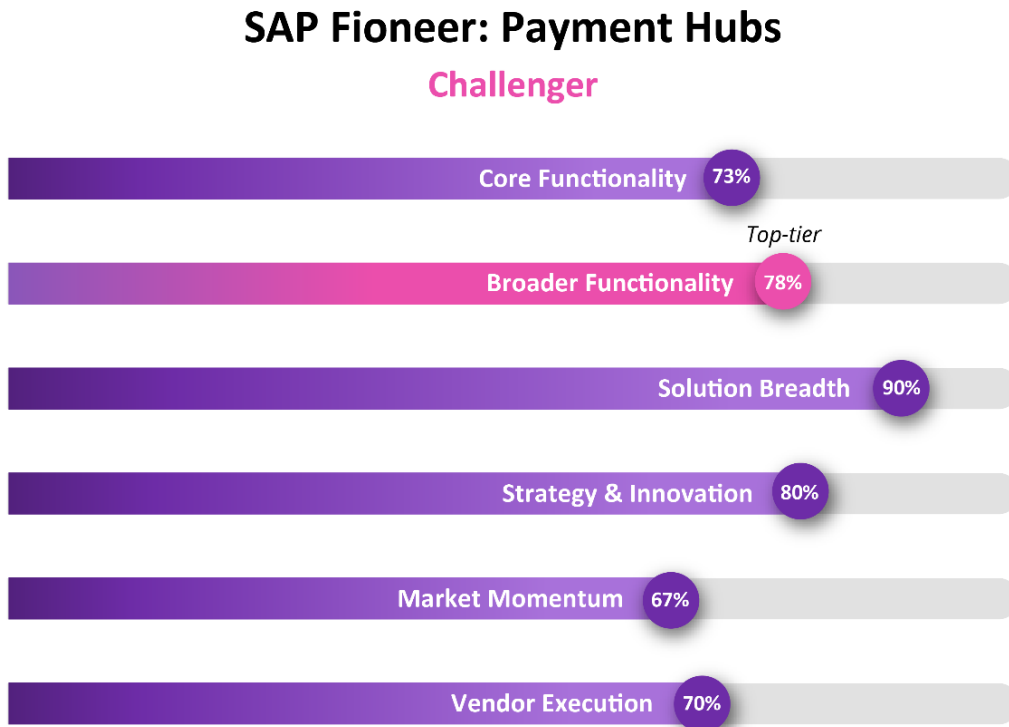 SAP Fioneer: Payment Hubs
Challenger
Core Functionality 73%
Top-tier
Broader Functionality 78%
Solution Breadth 90%
Strategy & Innovation 80%
Market Momentum 67%
Vendor Execution 70%